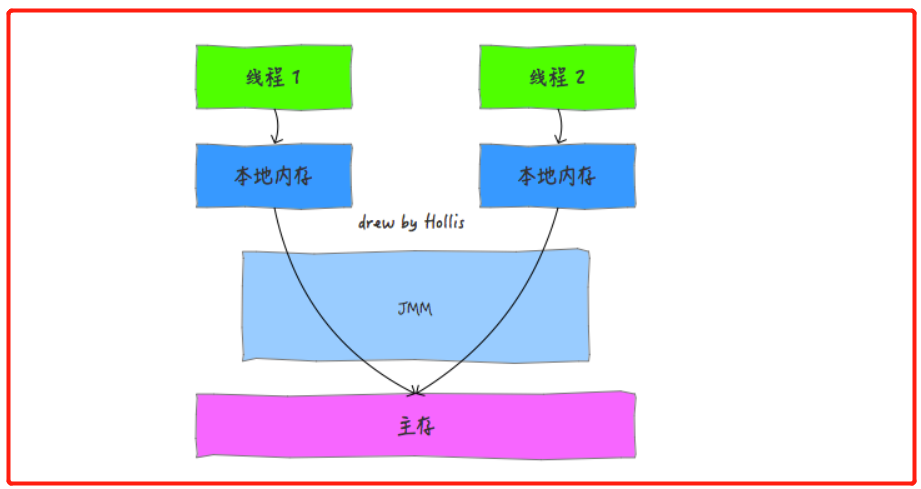 线程 1
线程 2
本地内存
本地内存
drew by Hollis
JMM
主存